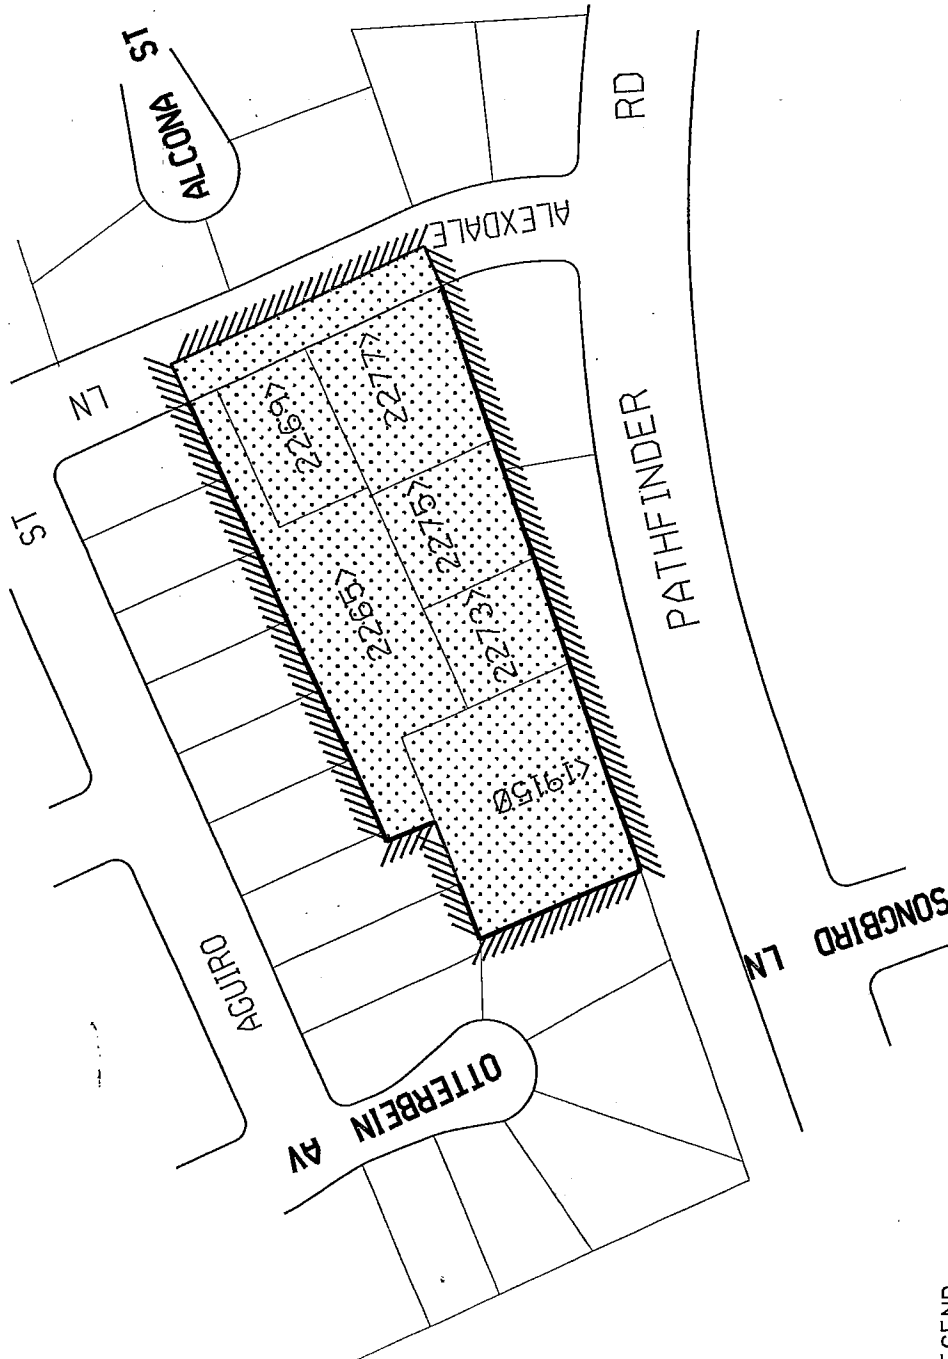 ALCONA ST
RD
ALEXDALE
LN
ST
2269>
2277>
2275>
2265>
2273>
<19150
PATHFINDER
AGUIRO
OTTERBEIN AV
SONGBIRD LN